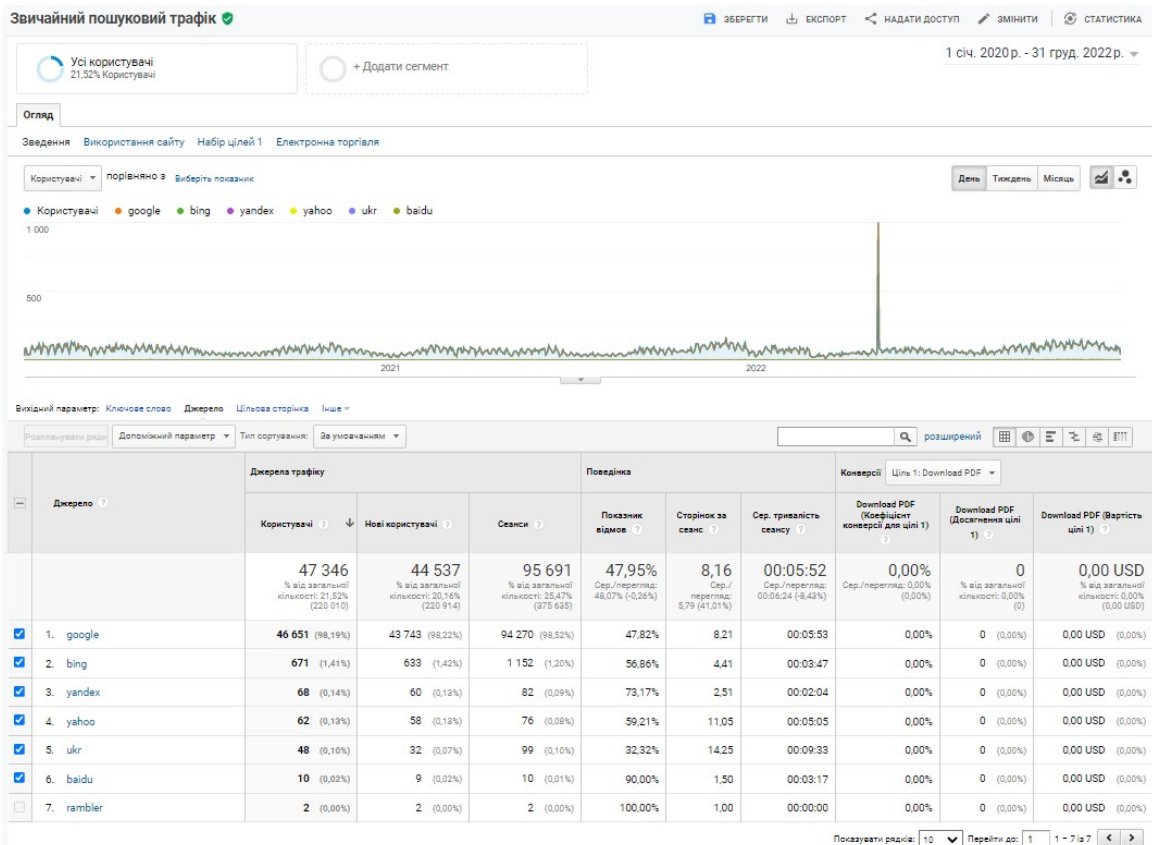 Звичайний пошуковий трафік
ЗБЕРЕГТИ ЕКСПОРТ НАДАТИ ДОСТУП ЗМІНИТИ СТАТИСТИКА
Усі користувачі
21,52% Користувачі
+ Додати сегмент
1 січ. 2020 р. - 31 груд. 2022 р.
Огляд
Зведення Використання сайту Набір цілей 1 Електронна торгівля
Користувачі порівняно з Виберіть показник
День Тиждень Місяць
Користувачі google bing yandex yahoo ukr baidu
1 000
500
2021 2022
Вихідний параметр: Ключове слово Джерело Цільова сторінка Інше
Розпланувати ряди Допоміжний параметр Тип сортування: За умовчанням розширений
Джерело ?
Джерела трафіку Поведінка Конверсії Ціль 1: Download PDF
Користувачі ? Нові користувачі ? Сеанси ? Показник відмов ? Сторінок за сеанс ? Сер. тривалість сеансу ? Download PDF (Коефіцієнт конверсії для цілі 1) ? Download PDF (Досягнення цілі 1) ? Download PDF (Вартість цілі 1) ?
47 346 44 537 95 691 47,95% 8,16 00:05:52 0,00% 0 0,00 USD
% від загальної кількості: 21,52% (220 010) % від загальної кількості: 20,16% (220 914) % від загальної кількості: 25,47% (375 635) Сер./перегляд: 48,07% (-0,26%) Сер./перегляд: 5,79 (41,01%) Сер./перегляд: 00:06:24 (-8,43%) Сер./перегляд: 0,00% (0,00%) % від загальної кількості: 0,00% (0) % від загальної кількості: 0,00% (0,00 USD)
1. google 46 651 (98,19%) 43 743 (98,22%) 94 270 (98,52%) 47,82% 8,21 00:05:53 0,00% 0 (0,00%) 0,00 USD (0,00%)
2. bing 671 (1,41%) 633 (1,42%) 1 152 (1,20%) 56,86% 4,41 00:03:47 0,00% 0 (0,00%) 0,00 USD (0,00%)
3. yandex 68 (0,14%) 60 (0,13%) 82 (0,09%) 73,17% 2,51 00:02:04 0,00% 0 (0,00%) 0,00 USD (0,00%)
4. yahoo 62 (0,13%) 58 (0,13%) 76 (0,08%) 59,21% 11,05 00:05:05 0,00% 0 (0,00%) 0,00 USD (0,00%)
5. ukr 48 (0,10%) 32 (0,07%) 99 (0,10%) 32,32% 14,25 00:09:33 0,00% 0 (0,00%) 0,00 USD (0,00%)
6. baidu 10 (0,02%) 9 (0,02%) 10 (0,01%) 90,00% 1,50 00:03:17 0,00% 0 (0,00%) 0,00 USD (0,00%)
7. rambler 2 (0,00%) 2 (0,00%) 2 (0,00%) 100,00% 1,00 00:00:00 0,00% 0 (0,00%) 0,00 USD (0,00%)
Показувати рядків: 10 Перейти до: 1 1 – 7 із 7